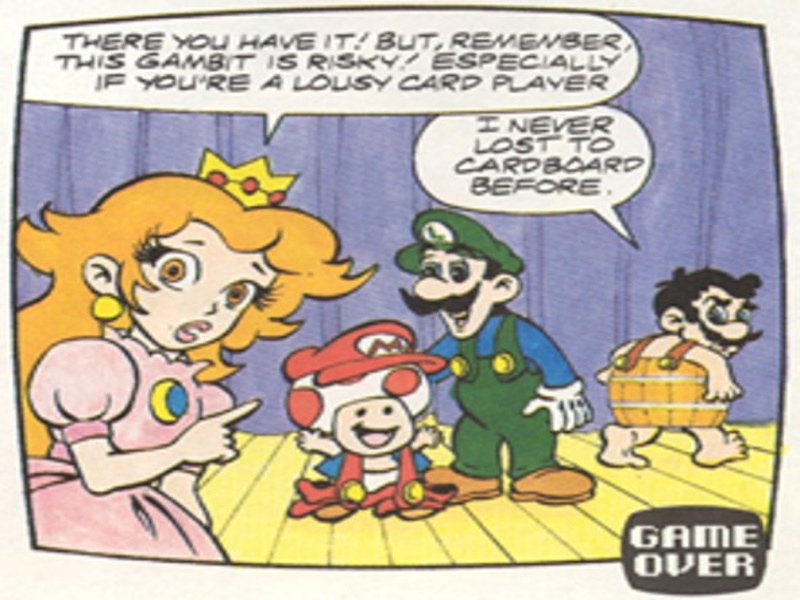 THERE YOU HAVE IT! BUT, REMEMBER,
THIS GAMBIT IS RISKY! ESPECIALLY
IF YOU'RE A LOUSY CARD PLAYER
I NEVER
LOST TO
CARDBOARD
BEFORE.
L
M
GAME
OVER